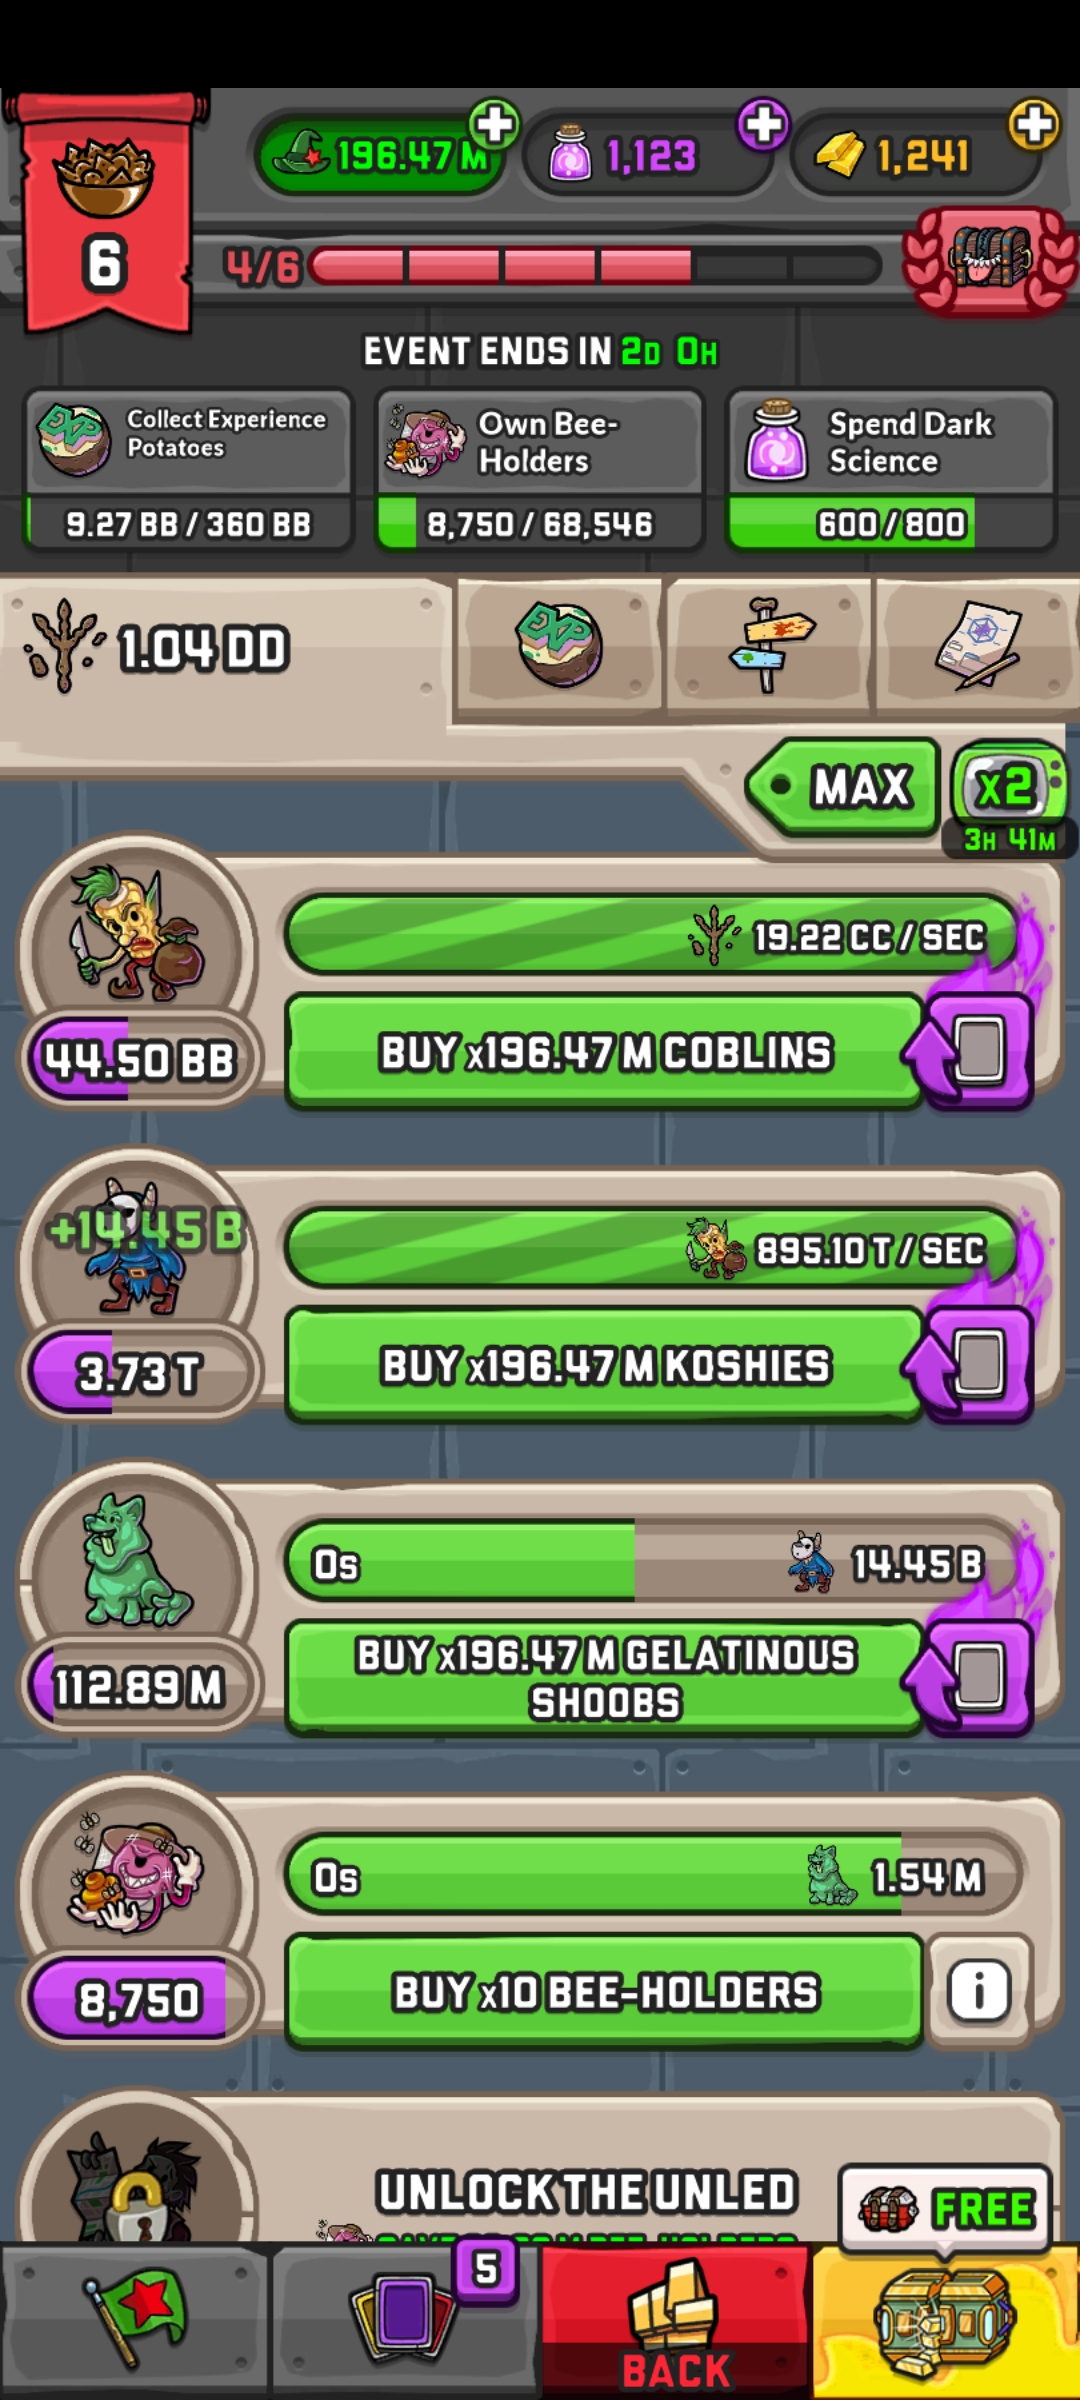 196.47 M
1,123
1,241
6
4/6
EVENT ENDS IN 2D 0H
Collect Experience
Potatoes
9.27 BB / 360 BB
Own Bee-
Holders
8,750 / 68,546
Spend Dark
Science
600 / 800
1.04 DD
EXP
MAX
x2
3H 41M
19.22 CC / SEC
44.50 BB
BUY x196.47 M COBLINS
+14.45 B
895.10 T / SEC
3.73 T
BUY x196.47 M KOSHIES
0s
14.45 B
112.89 M
BUY x196.47 M GELATINOUS
SHOOBS
0s
1.54 M
8,750
BUY x10 BEE-HOLDERS
i
UNLOCK THE UNLED
FREE
5
BACK